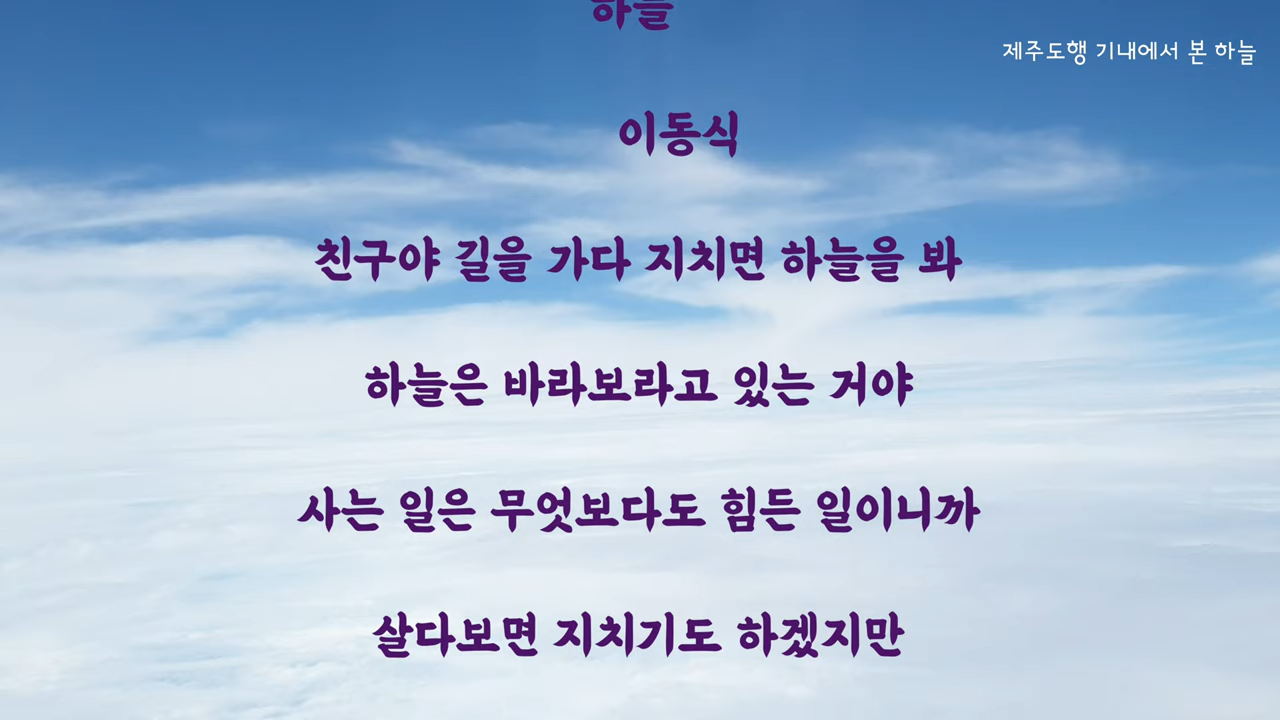 하늘
제주도행 기내에서 본 하늘
이동식
친구야 길을 가다 지치면 하늘을 봐
하늘은 바라보라고 있는 거야
사는 일은 무엇보다도 힘든 일이니까
살다보면 지치기도 하겠지만